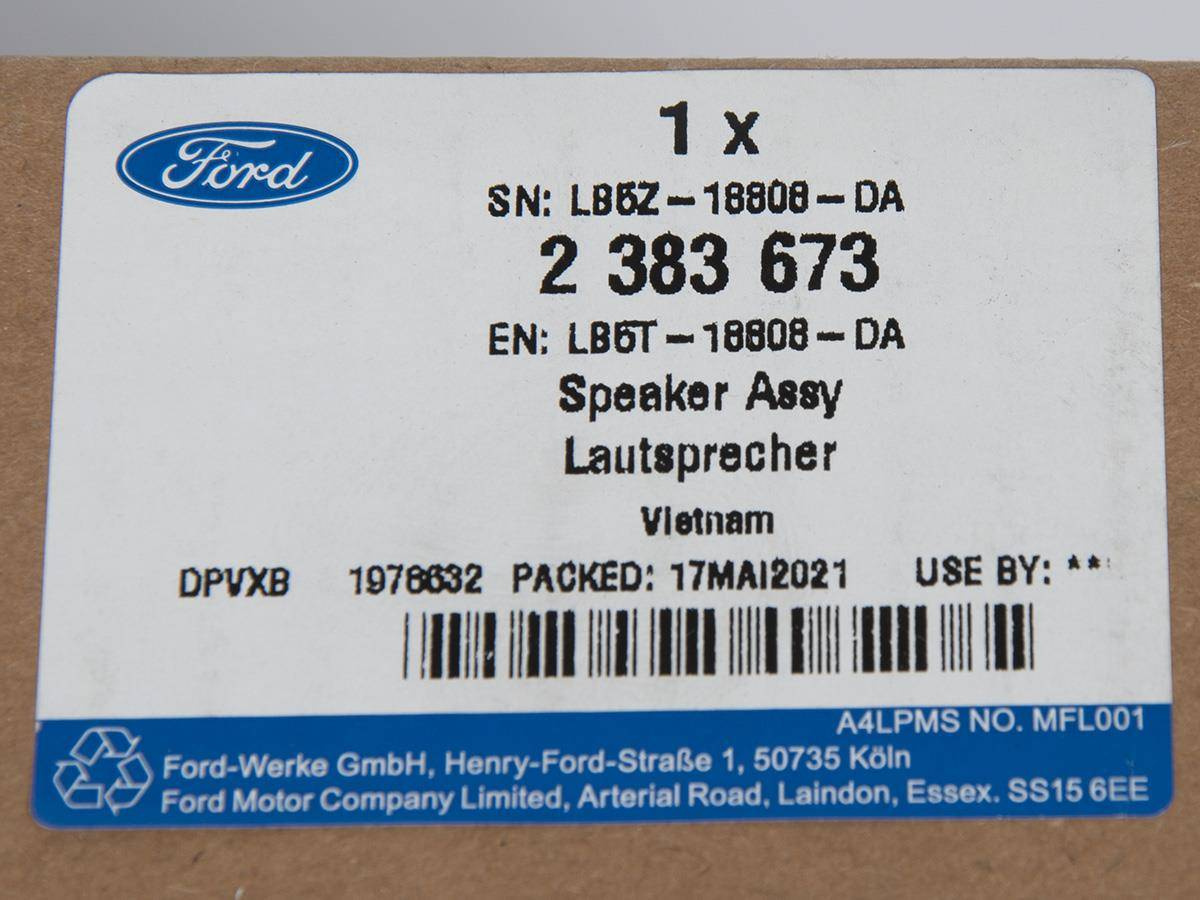 Ford
1 x
SN: LB5Z-18808-DA
2 383 673
EN: LB5T-18808-DA
Speaker Assy
Lautsprecher
Vietnam
DPVXB 1978632 PACKED: 17MAI2021 USE BY: **
A4LPMS NO. MFL001
Ford-Werke GmbH, Henry-Ford-Straße 1, 50735 Köln
Ford Motor Company Limited, Arterial Road, Laindon, Essex. SS15 6EE